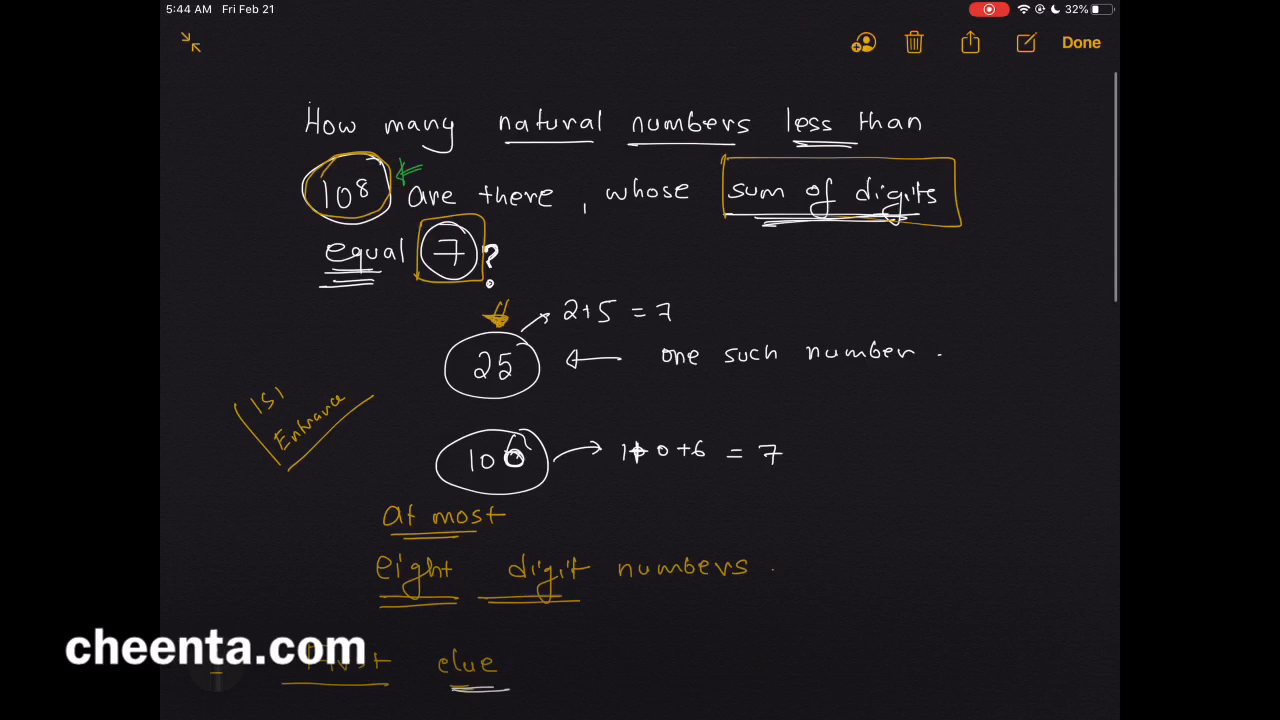 5:44 AM Fri Feb 21
32%
Done
How many natural numbers less than
10⁸ are there, whose sum of digits
equal 7?
2+5 = 7
25 ← one such number.
ISI
Entrance
106 → 1+0+6 = 7
at most
eight digit numbers.
cheenta.com
First clue